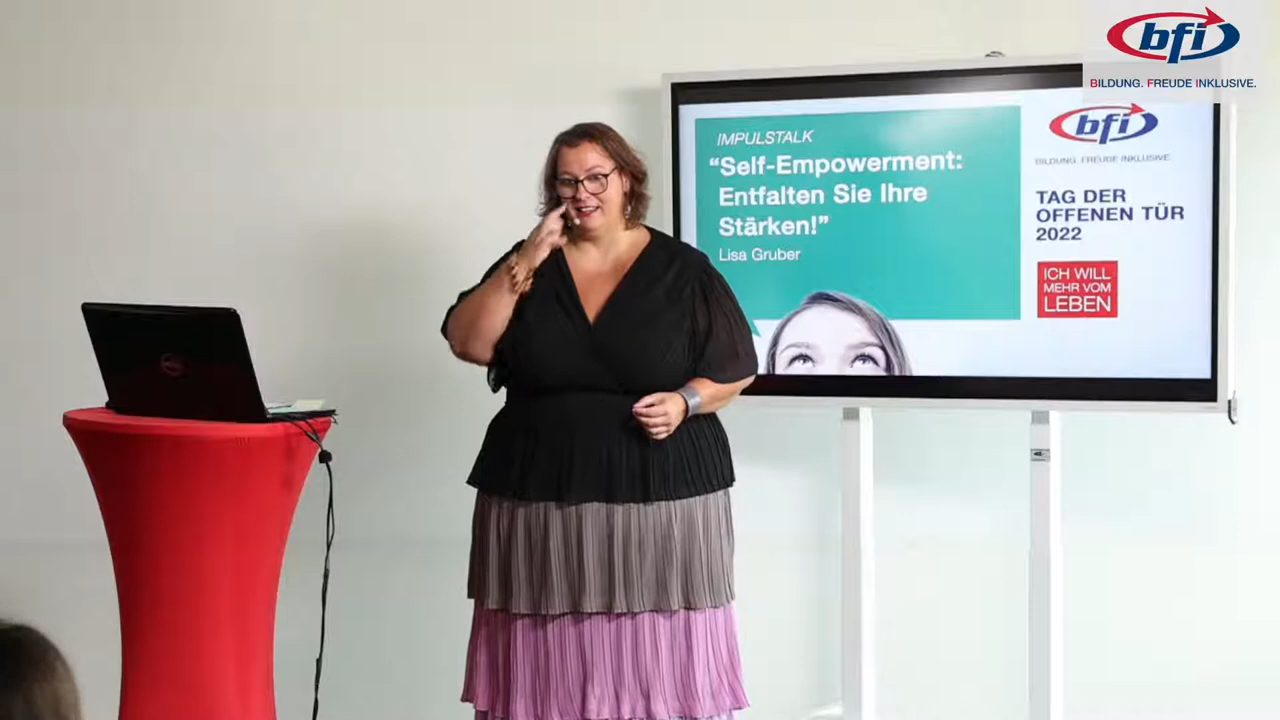 bfi
BILDUNG. FREUDE INKLUSIVE.
IMPULSTALK
“Self-Empowerment:
Entfalten Sie Ihre
Stärken!”
Lisa Gruber
bfi
BILDUNG. FREUDE INKLUSIVE.
TAG DER
OFFENEN TÜR
2022
ICH WILL
MEHR VOM
LEBEN